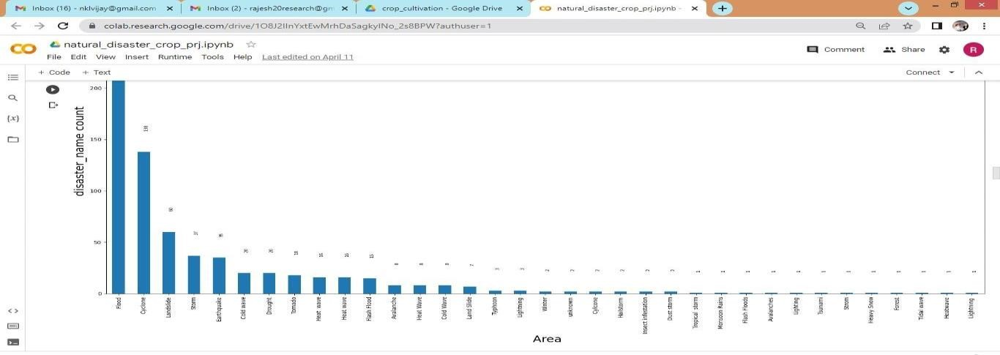 Inbox (16) - nklvijay@gmail.com
Inbox (2) - rajesh20research@gm
crop_cultivation - Google Drive
natural_disaster_crop_prj.ipynb -
colab.research.google.com/drive/1O8J2IInYxtEwMrhDaSagkyINo_2s8BPW?authuser=1
natural_disaster_crop_prj.ipynb
File Edit View Insert Runtime Tools Help Last edited on April 11
Comment Share R
+ Code + Text Connect
disaster_name count
200
150
100
50
0
138 60 37 35 20 20 18 16 16 15 8 8 8 7 3 3 2 2 2 2 2 2 1 1 1 1 1 1 1 1 1 1 1 1
Flood
Cyclone
Landslide
Storm
Earthquake
Cold wave
Drought
Tornado
Heat wave
Heat wave
Flash Flood
Avalanche
Heat Wave
Cold Wave
Land Slide
Typhoon
Lightning
Winter
unknown
Cylcone
Hailstorm
Insect infestation
Dust storm
Tropical storm
Monsoon Rains
Flash Floods
Avalanches
Lighting
Tsunami
Strom
Heavy Snow
Forest
Tidal wave
Heatwave
Lightning
Area